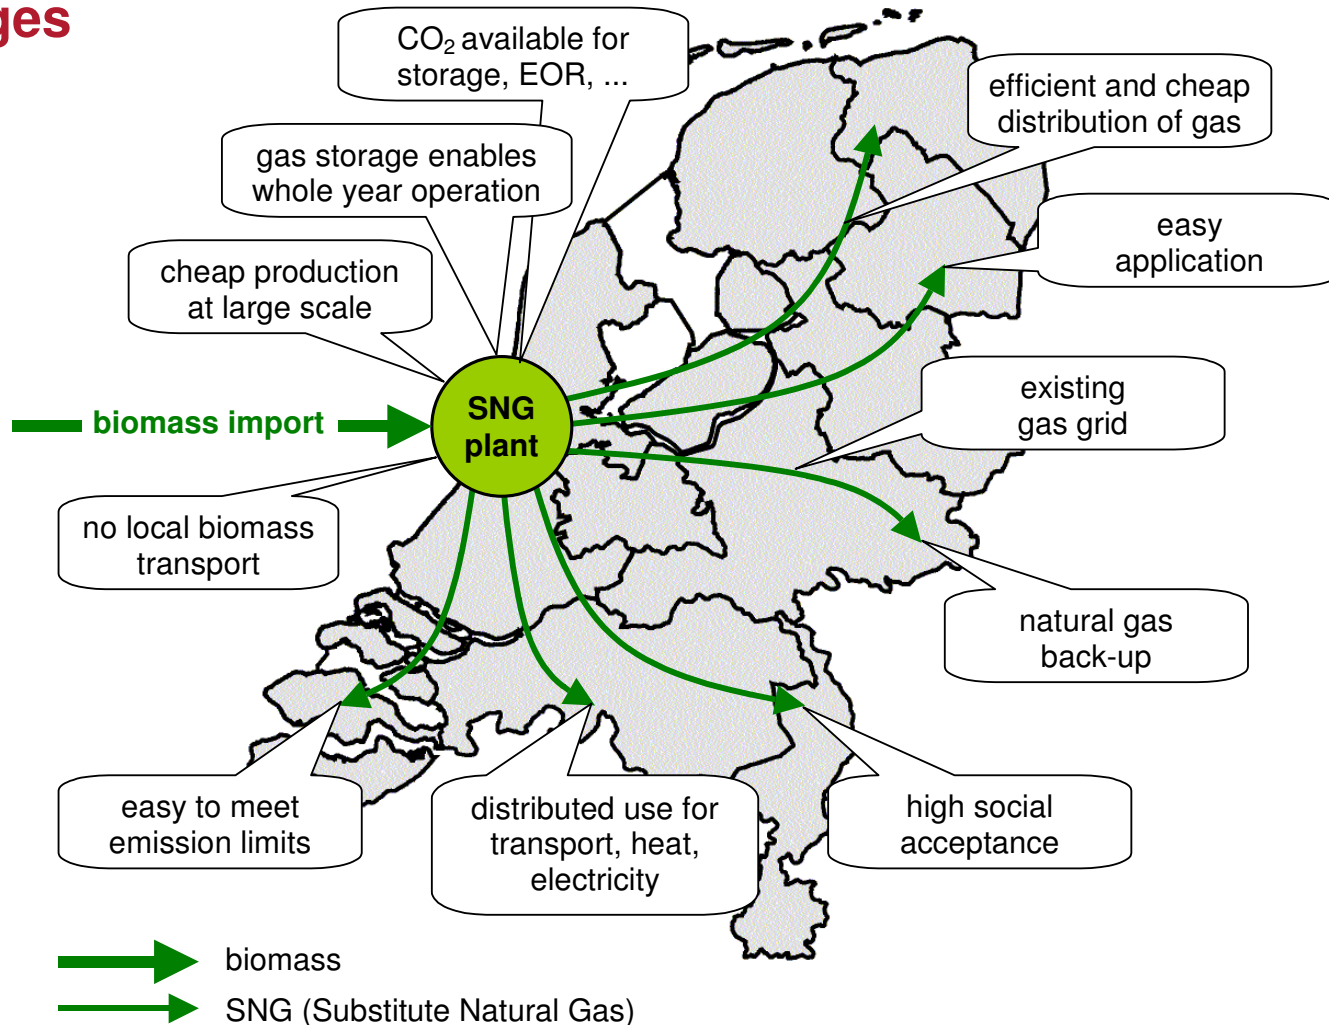 ges
CO₂ available for
storage, EOR, ...
efficient and cheap
distribution of gas
gas storage enables
whole year operation
easy
application
cheap production
at large scale
existing
gas grid
biomass import
SNG
plant
no local biomass
transport
natural gas
back-up
easy to meet
emission limits
distributed use for
transport, heat,
electricity
high social
acceptance
biomass
SNG (Substitute Natural Gas)